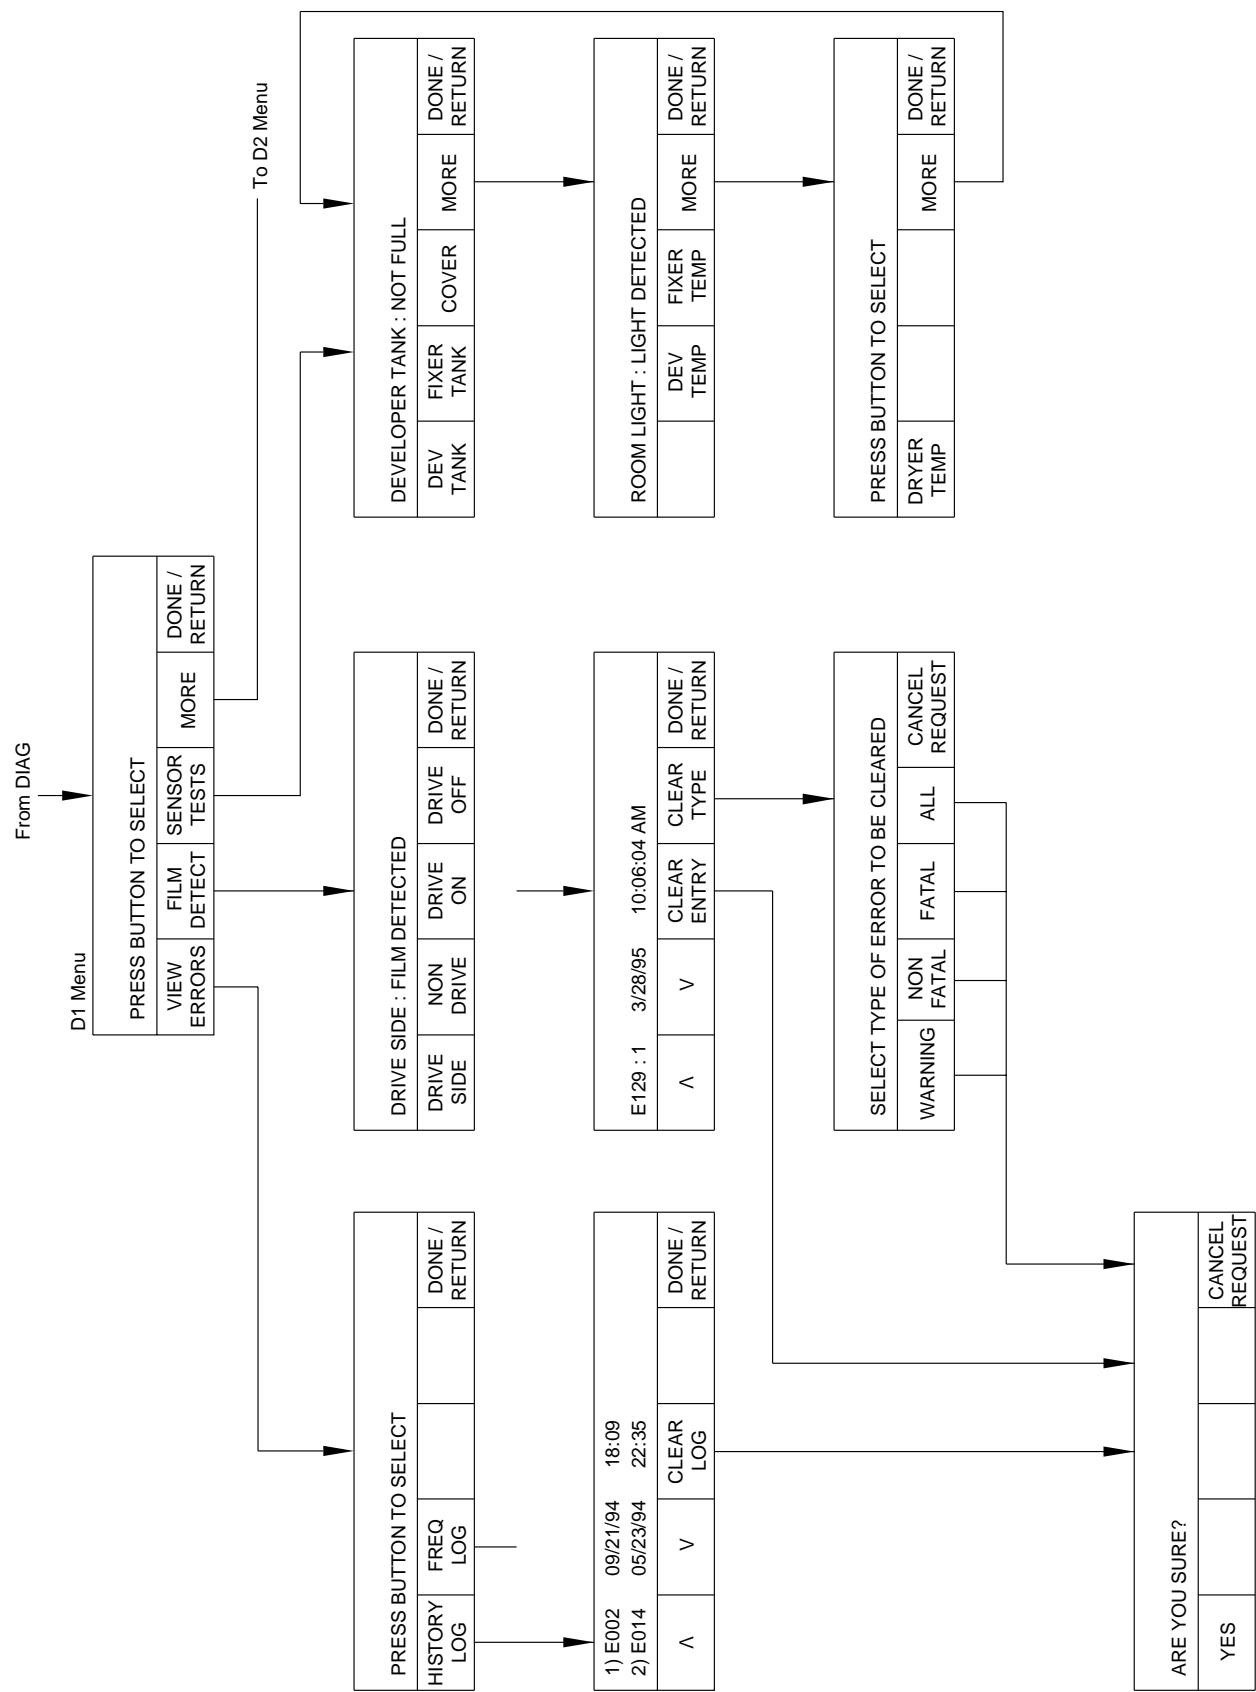 From DIAG
D1 Menu
PRESS BUTTON TO SELECT
VIEW
ERRORS
FILM
DETECT
SENSOR
TESTS
MORE
DONE /
RETURN
To D2 Menu
PRESS BUTTON TO SELECT
HISTORY
LOG
FREQ
LOG
DONE /
RETURN
DRIVE SIDE : FILM DETECTED
DRIVE
SIDE
NON
DRIVE
DRIVE
ON
DRIVE
OFF
DONE /
RETURN
DEVELOPER TANK : NOT FULL
DEV
TANK
FIXER
TANK
COVER
MORE
DONE /
RETURN
1) E002 09/21/94 18:09
2) E014 05/23/94 22:35
<
>
CLEAR
LOG
DONE /
RETURN
E129 : 1 3/28/95 10:06:04 AM
<
>
CLEAR
ENTRY
CLEAR
TYPE
DONE /
RETURN
ROOM LIGHT : LIGHT DETECTED
DEV
TEMP
FIXER
TEMP
MORE
DONE /
RETURN
SELECT TYPE OF ERROR TO BE CLEARED
WARNING
NON
FATAL
FATAL
ALL
CANCEL
REQUEST
PRESS BUTTON TO SELECT
DRYER
TEMP
MORE
DONE /
RETURN
ARE YOU SURE?
YES
CANCEL
REQUEST